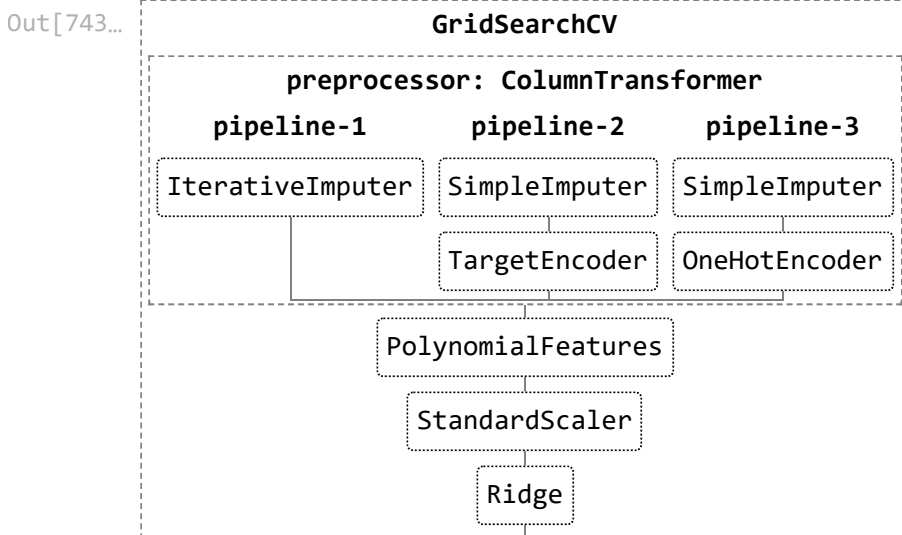 Out[743…
GridSearchCV
preprocessor: ColumnTransformer
pipeline-1 pipeline-2 pipeline-3
IterativeImputer SimpleImputer SimpleImputer
TargetEncoder OneHotEncoder
PolynomialFeatures
StandardScaler
Ridge